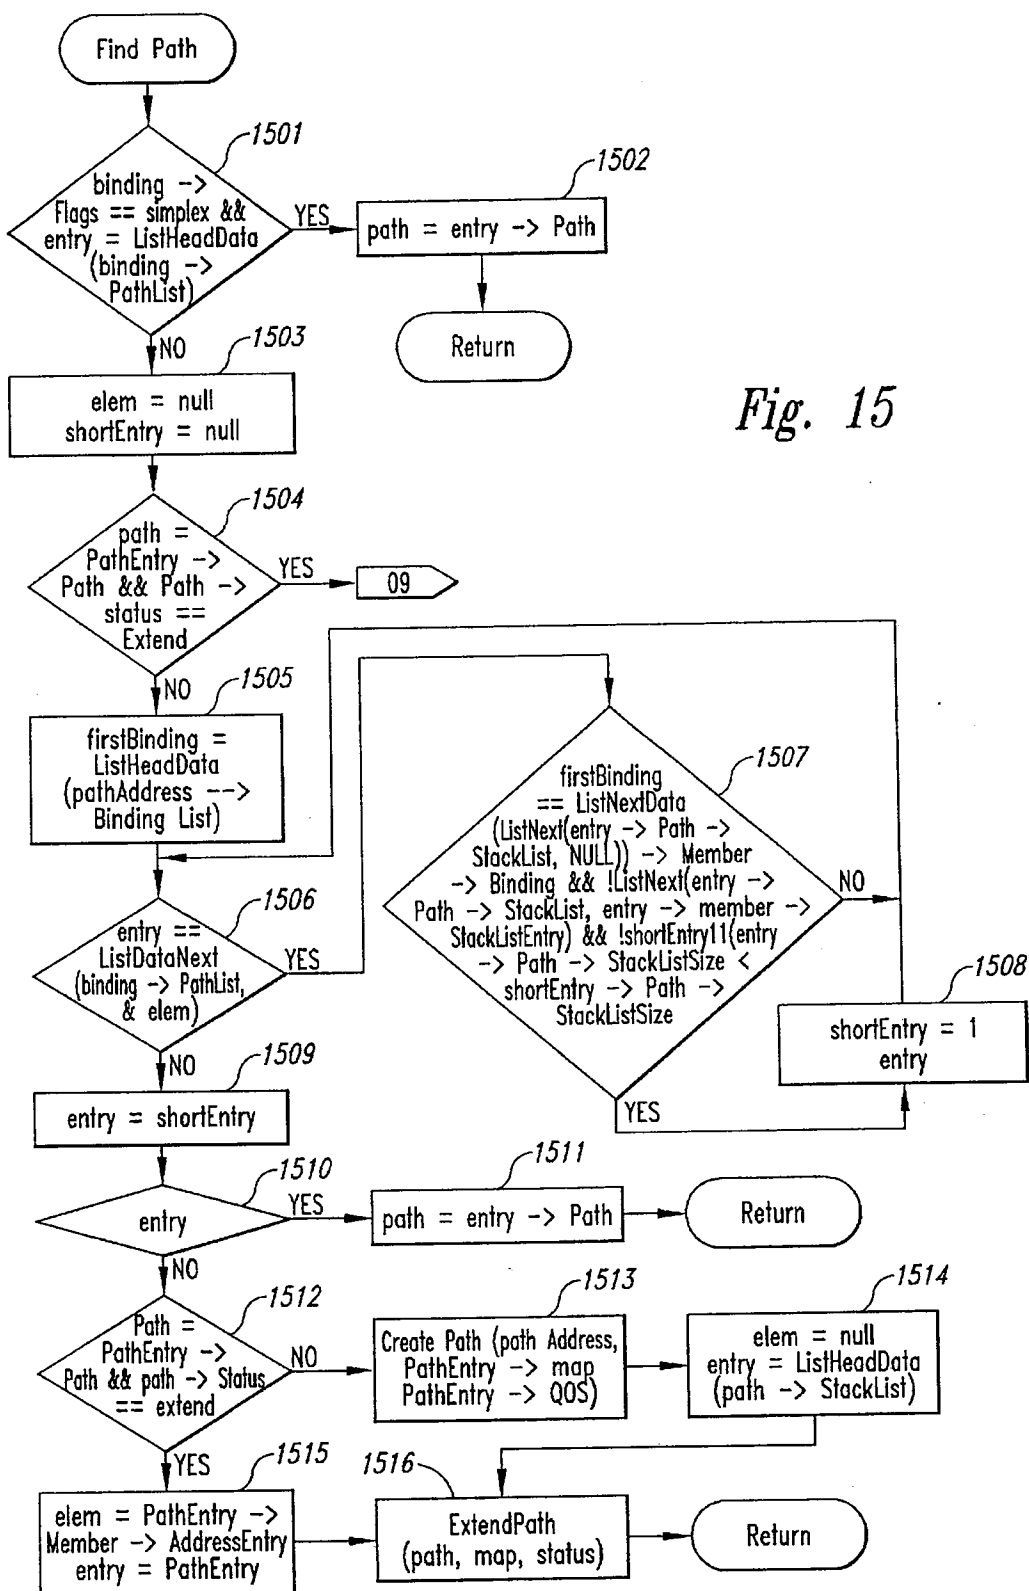 Find Path
1501
binding ->
Flags == simplex &&
entry = ListHeadData
(binding ->
PathList)
YES
NO
1502
path = entry -> Path
Return
1503
elem = null
shortEntry = null
Fig. 15
1504
path =
PathEntry ->
Path && Path ->
status ==
Extend
YES
09
NO
1505
firstBinding =
ListHeadData
(pathAddress -->
Binding List)
1506
entry ==
ListDataNext
(binding -> PathList,
& elem)
YES
NO
1507
firstBinding
== ListNextData
(ListNext(entry -> Path ->
StackList, NULL)) -> Member
-> Binding && !ListNext(entry ->
Path -> StackList, entry -> member ->
StackListEntry) && !shortEntry11(entry
-> Path -> StackListSize <
shortEntry -> Path ->
StackListSize
NO
YES
1508
shortEntry = 1
entry
1509
entry = shortEntry
1510
entry
YES
NO
1511
path = entry -> Path
Return
1512
Path =
PathEntry ->
Path && path -> Status
== extend
NO
YES
1513
Create Path (path Address,
PathEntry -> map
PathEntry -> QOS)
1514
elem = null
entry = ListHeadData
(path -> StackList)
1515
elem = PathEntry ->
Member -> AddressEntry
entry = PathEntry
1516
ExtendPath
(path, map, status)
Return